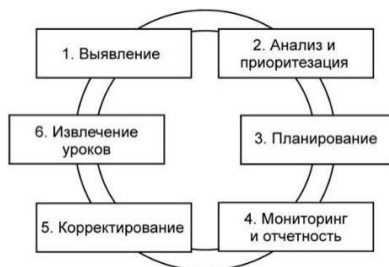 1. Выявление
2. Анализ и
приоритезация
3. Планирование
4. Мониторинг
и отчетность
5. Корректирование
6. Извлечение
уроков